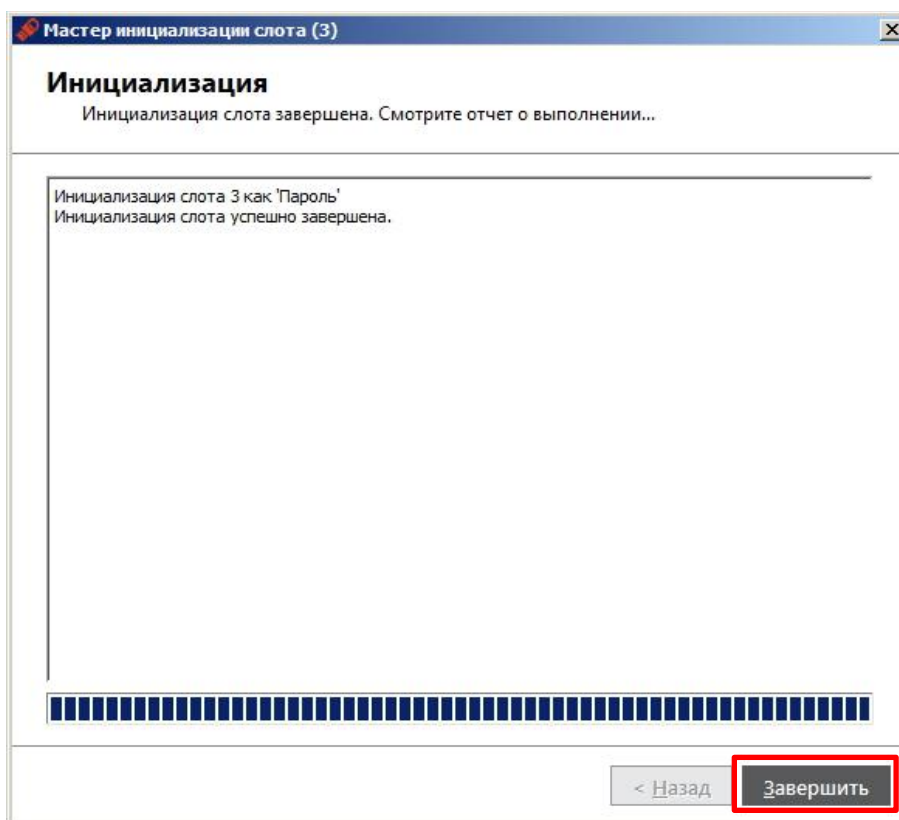 Мастер инициализации слота (3)
Инициализация
Инициализация слота завершена. Смотрите отчет о выполнении...
Инициализация слота 3 как 'Пароль'
Инициализация слота успешно завершена.
< Назад
Завершить